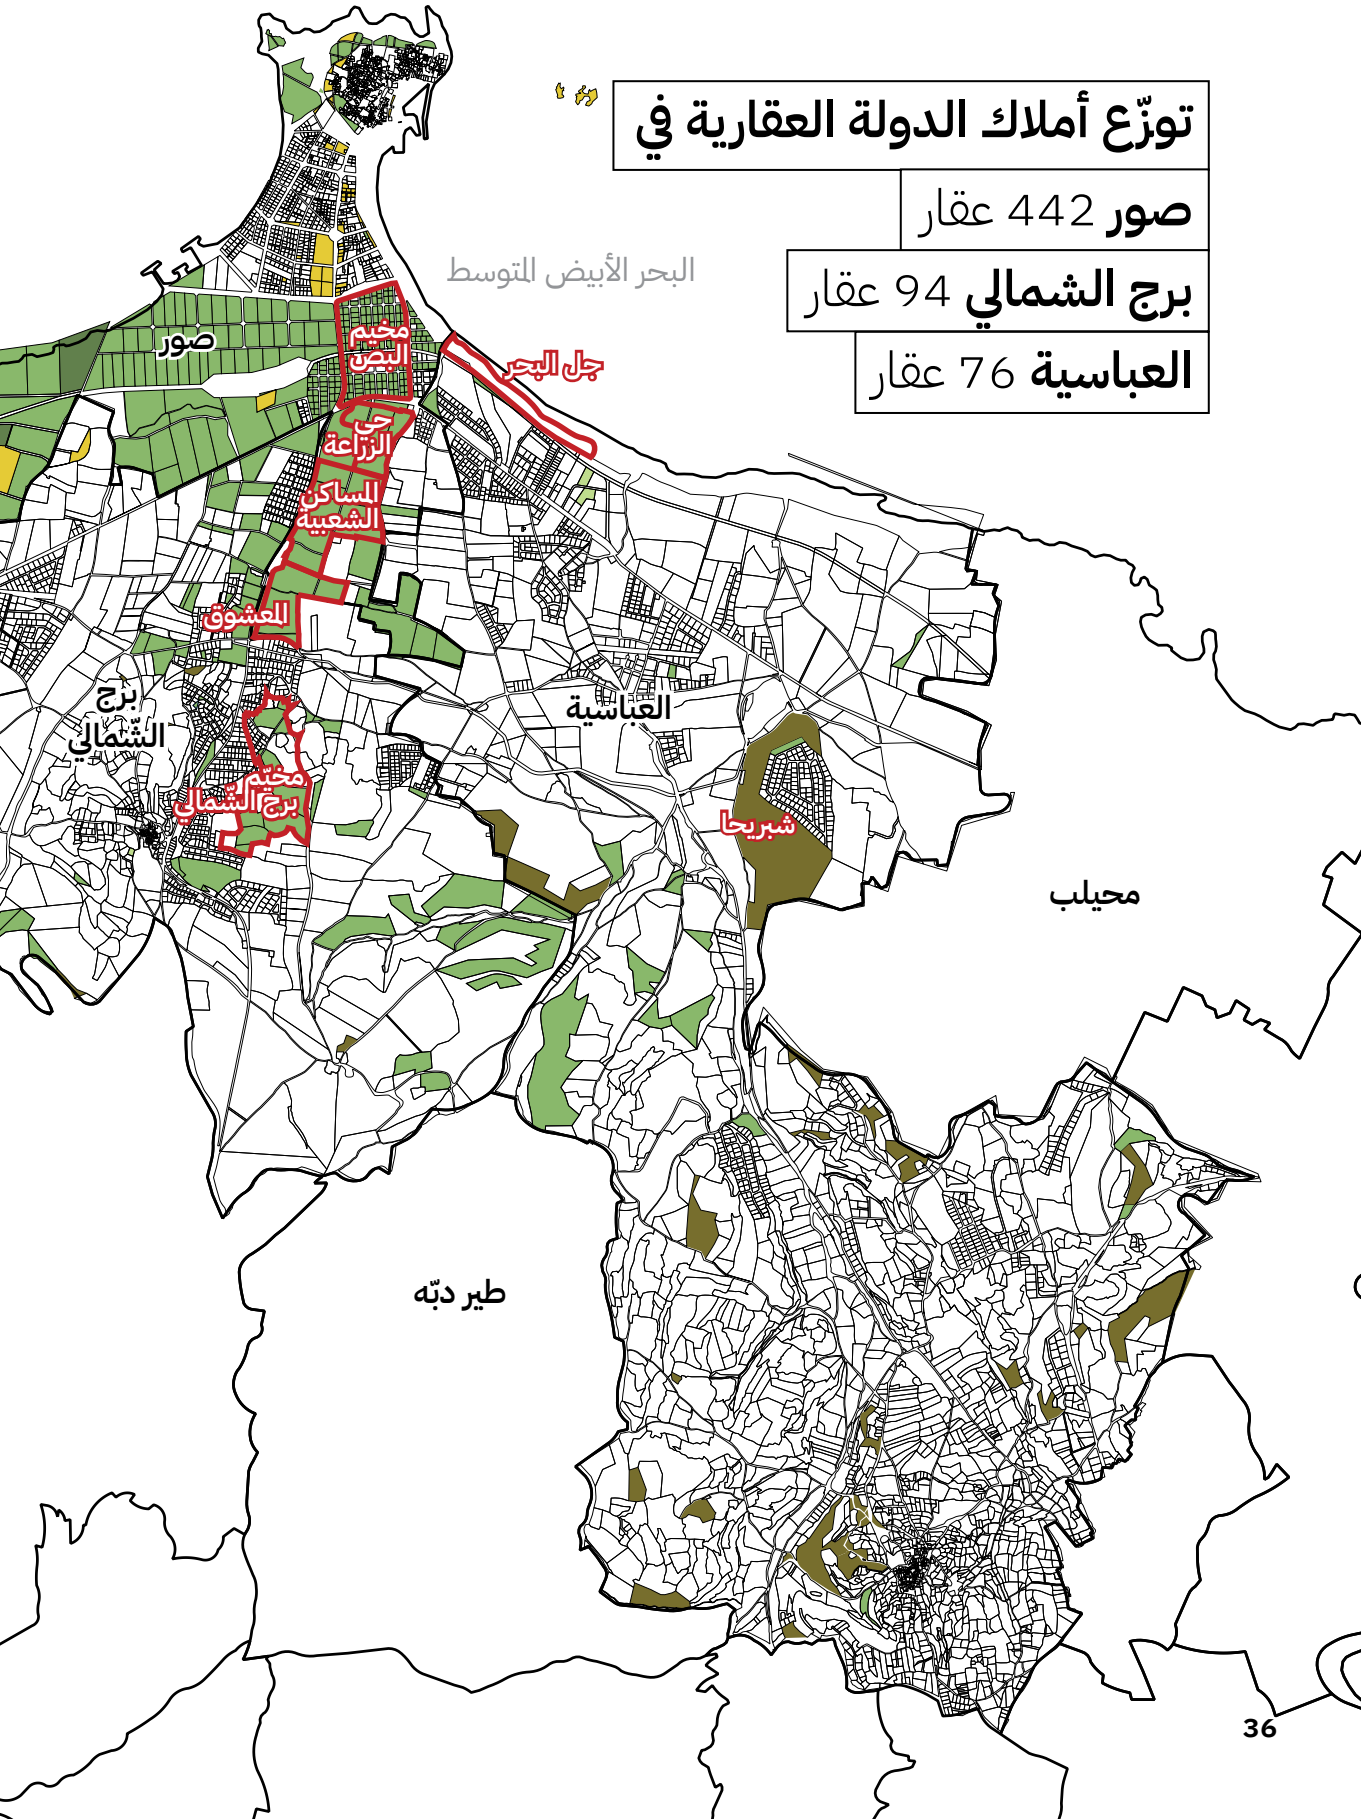 توزّع أملاك الدولة العقارية في
صور 442 عقار
برج الشمالي 94 عقار
العباسية 76 عقار
البحر الأبيض المتوسط
صور
مخيم
البص
جل البحر
حي
الزراعة
المساكن
الشعبية
المعشوق
برج
الشّمالي
العباسية
مخيّم
برج الشّمالي
شبريحا
محيلب
طير دبّه
36